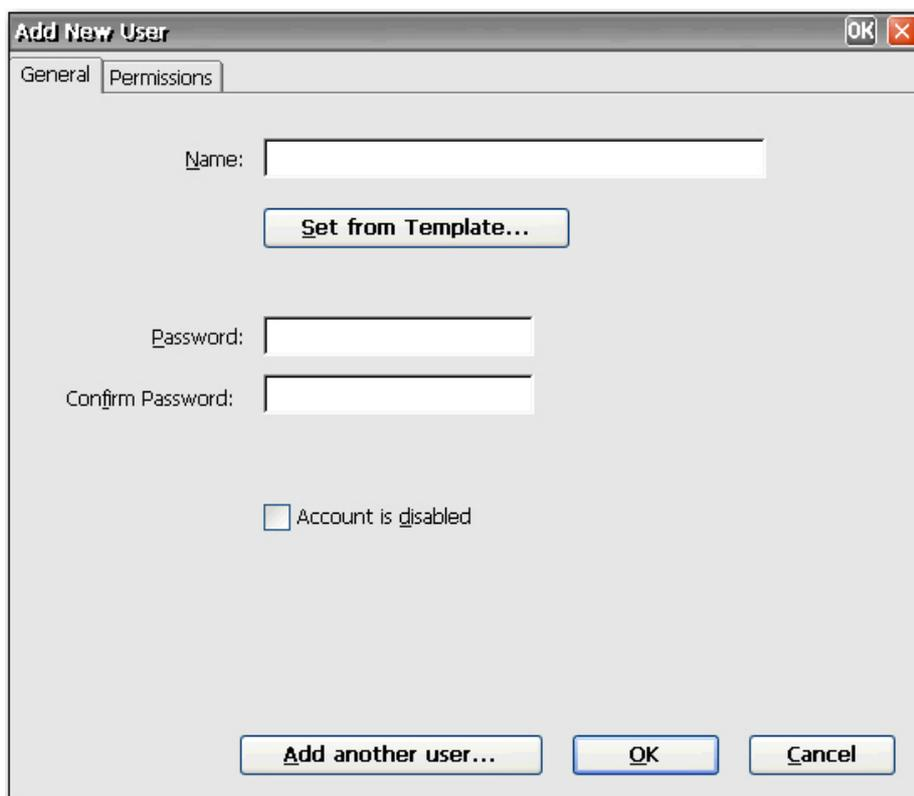 Add New User OK
General Permissions
Name:
Set from Template...
Password:
Confirm Password:
Account is disabled
Add another user... OK Cancel